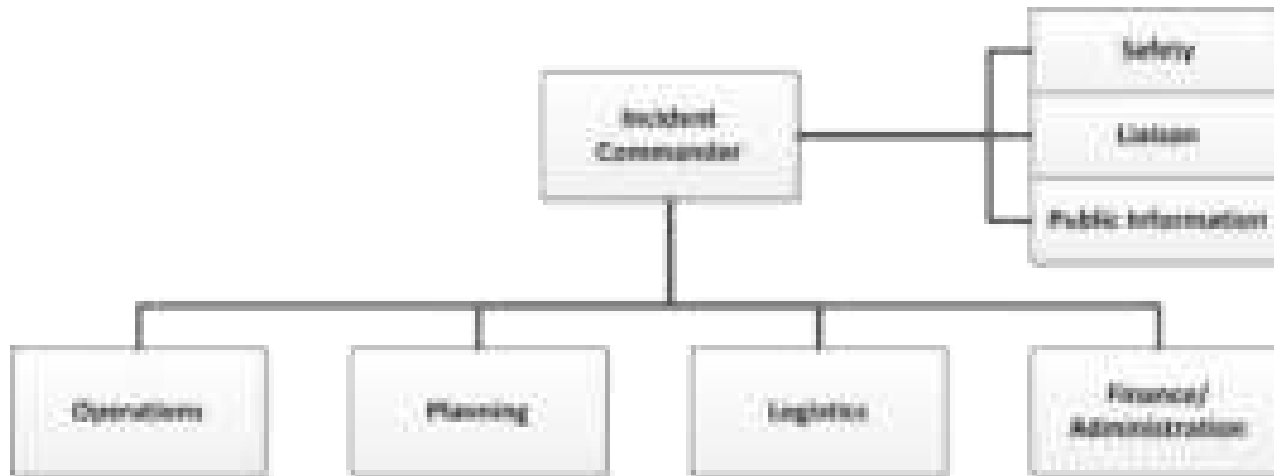 Safety
Incident
Commander
Liaison
Public Information
Operations
Planning
Logistics
Finance/
Administration